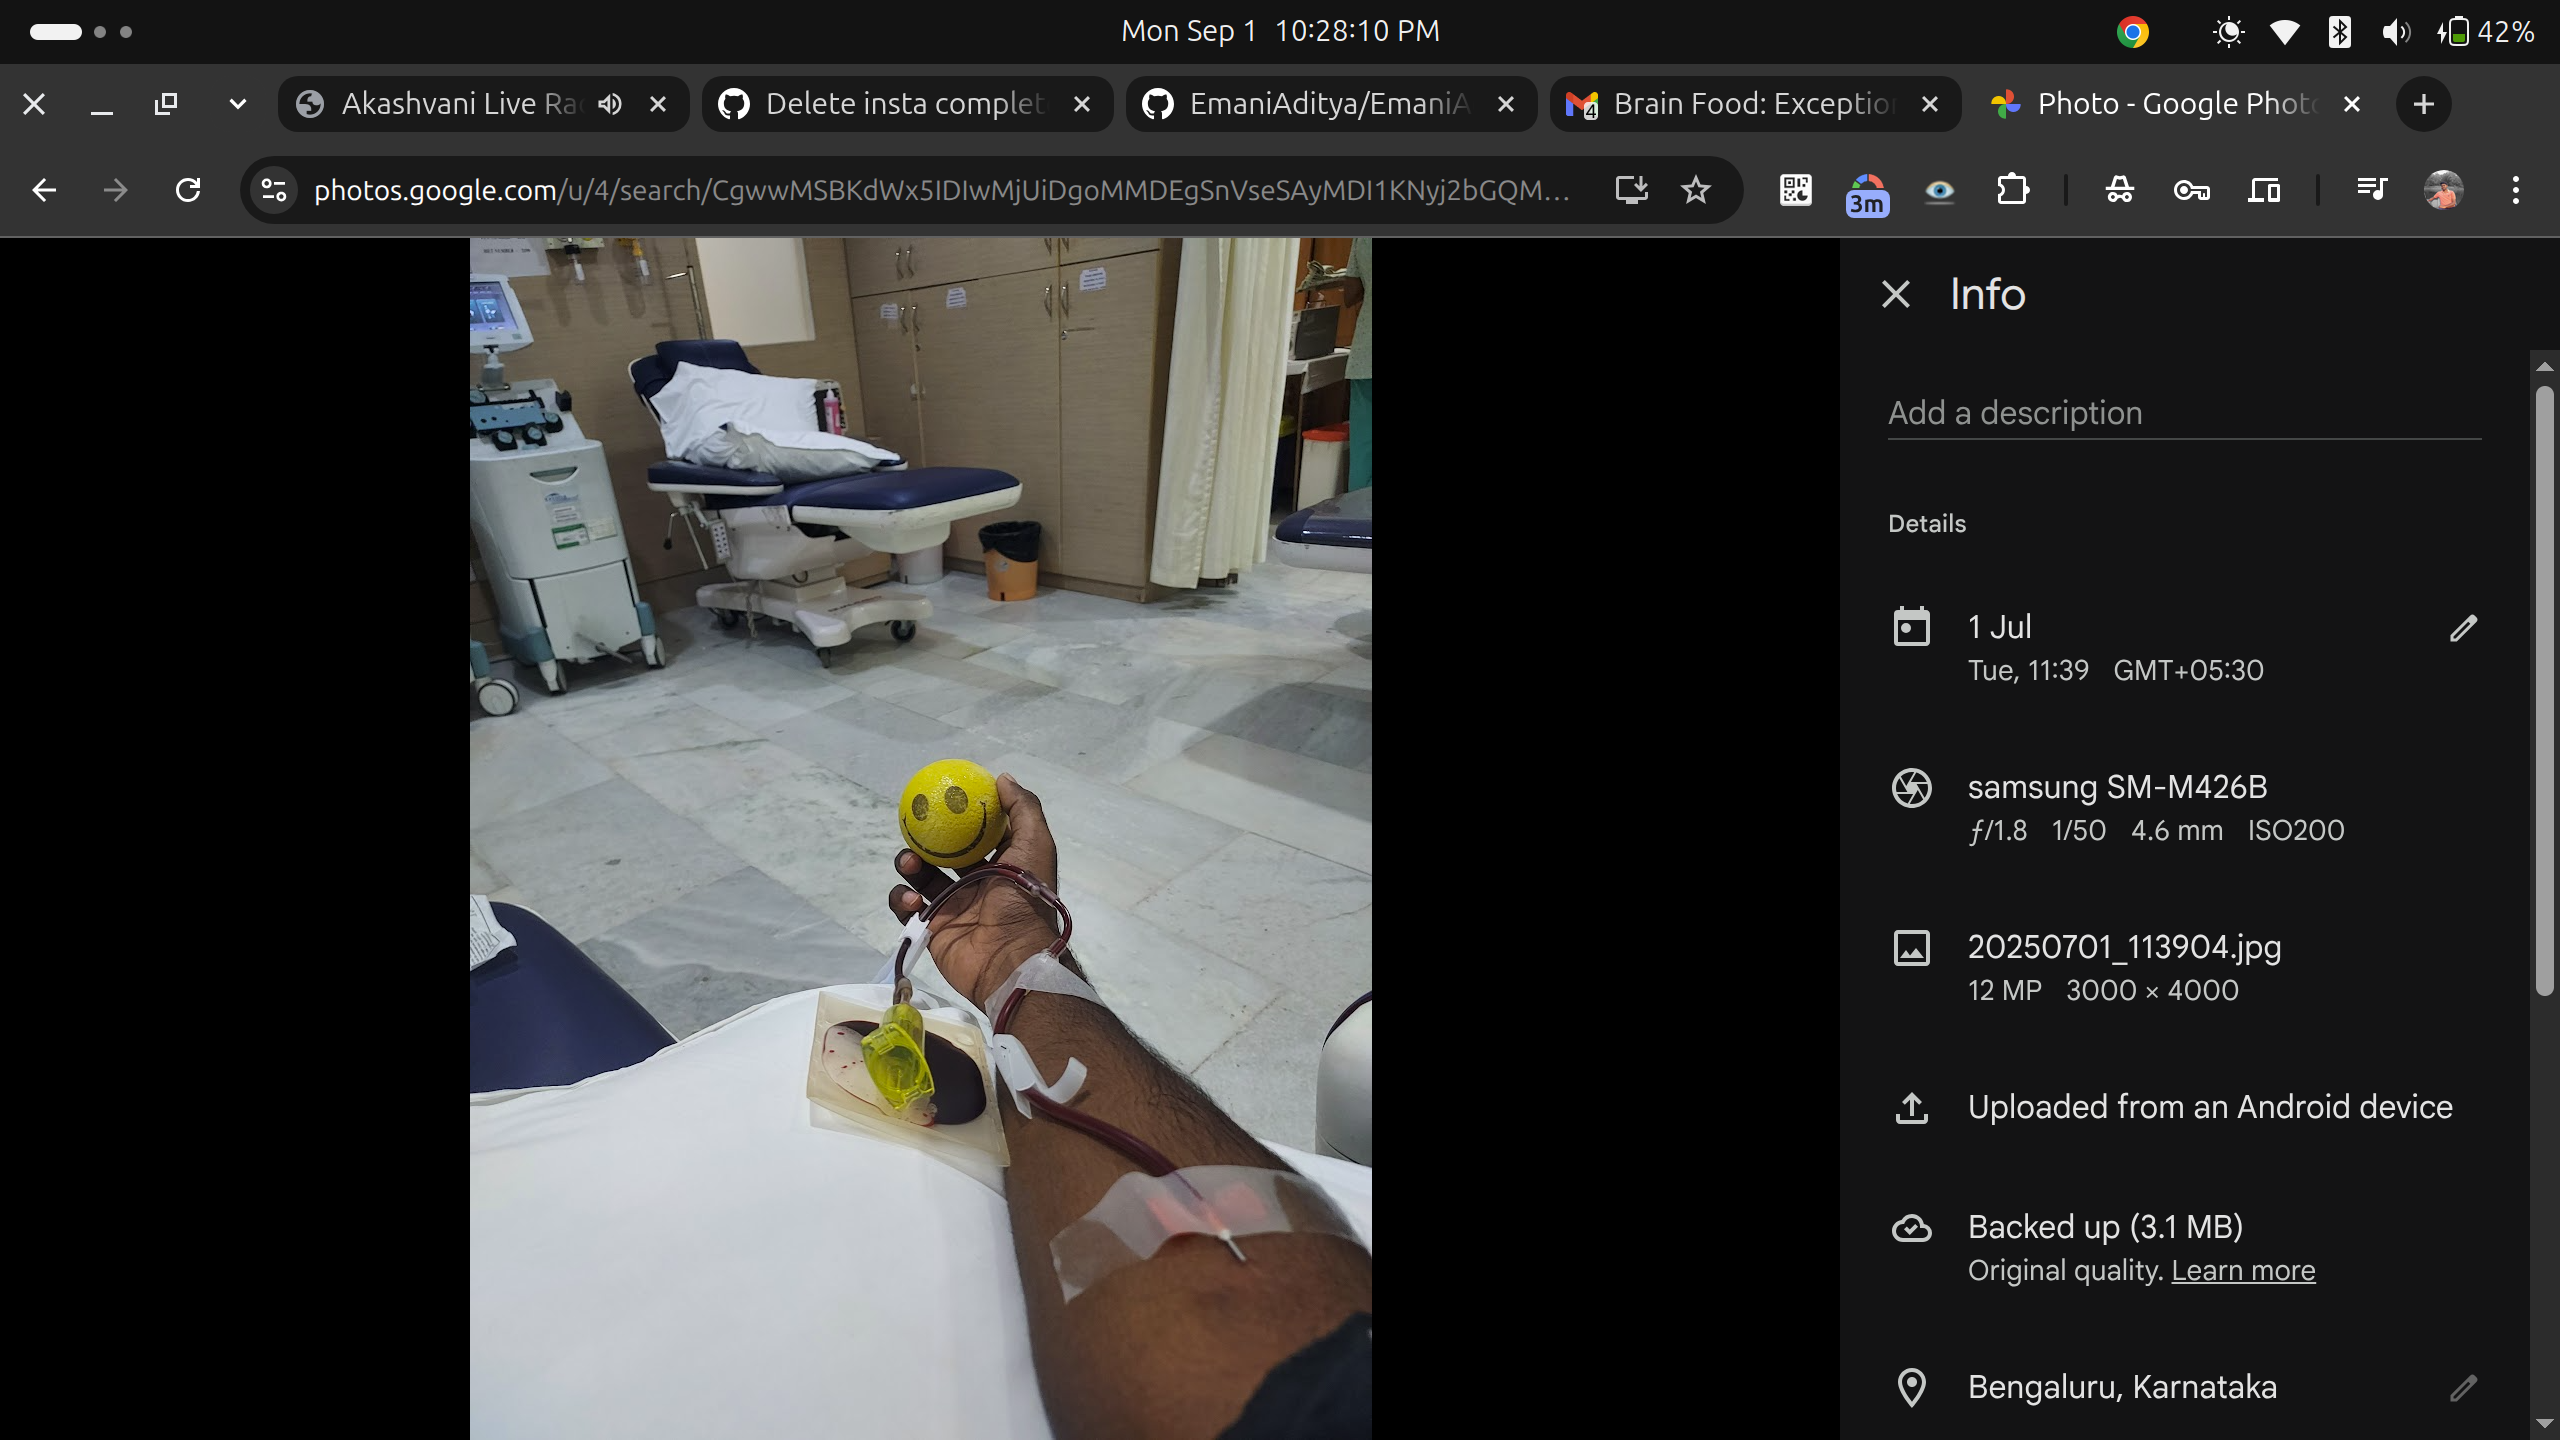 Mon Sep 1 10:28:10 PM
42%
Akashvani Live Ra
Delete insta complet
EmaniAditya/EmaniA
4
Brain Food: Exception
Photo - Google Phot
photos.google.com/u/4/search/CgwwMSBKdWx5IDIwMjUiDgoMMDEgSnVseSAyMDI1KNyj2bGQM...
3m
Info
Add a description
Details
1 Jul
Tue, 11:39 GMT+05:30
samsung SM-M426B
ƒ/1.8 1/50 4.6 mm ISO200
20250701_113904.jpg
12 MP 3000 × 4000
Uploaded from an Android device
Backed up (3.1 MB)
Original quality. Learn more
Bengaluru, Karnataka